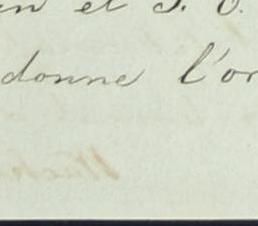 n et S. E.
donne l'or